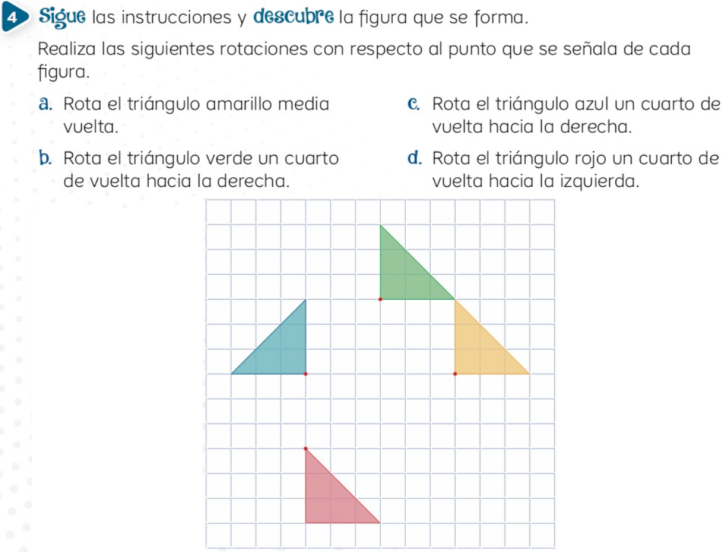 4 Sigue las instrucciones y descubre la figura que se forma.
Realiza las siguientes rotaciones con respecto al punto que se señala de cada
figura.
a. Rota el triángulo amarillo media
vuelta.
b. Rota el triángulo verde un cuarto
de vuelta hacia la derecha.
c. Rota el triángulo azul un cuarto de
vuelta hacia la derecha.
d. Rota el triángulo rojo un cuarto de
vuelta hacia la izquierda.